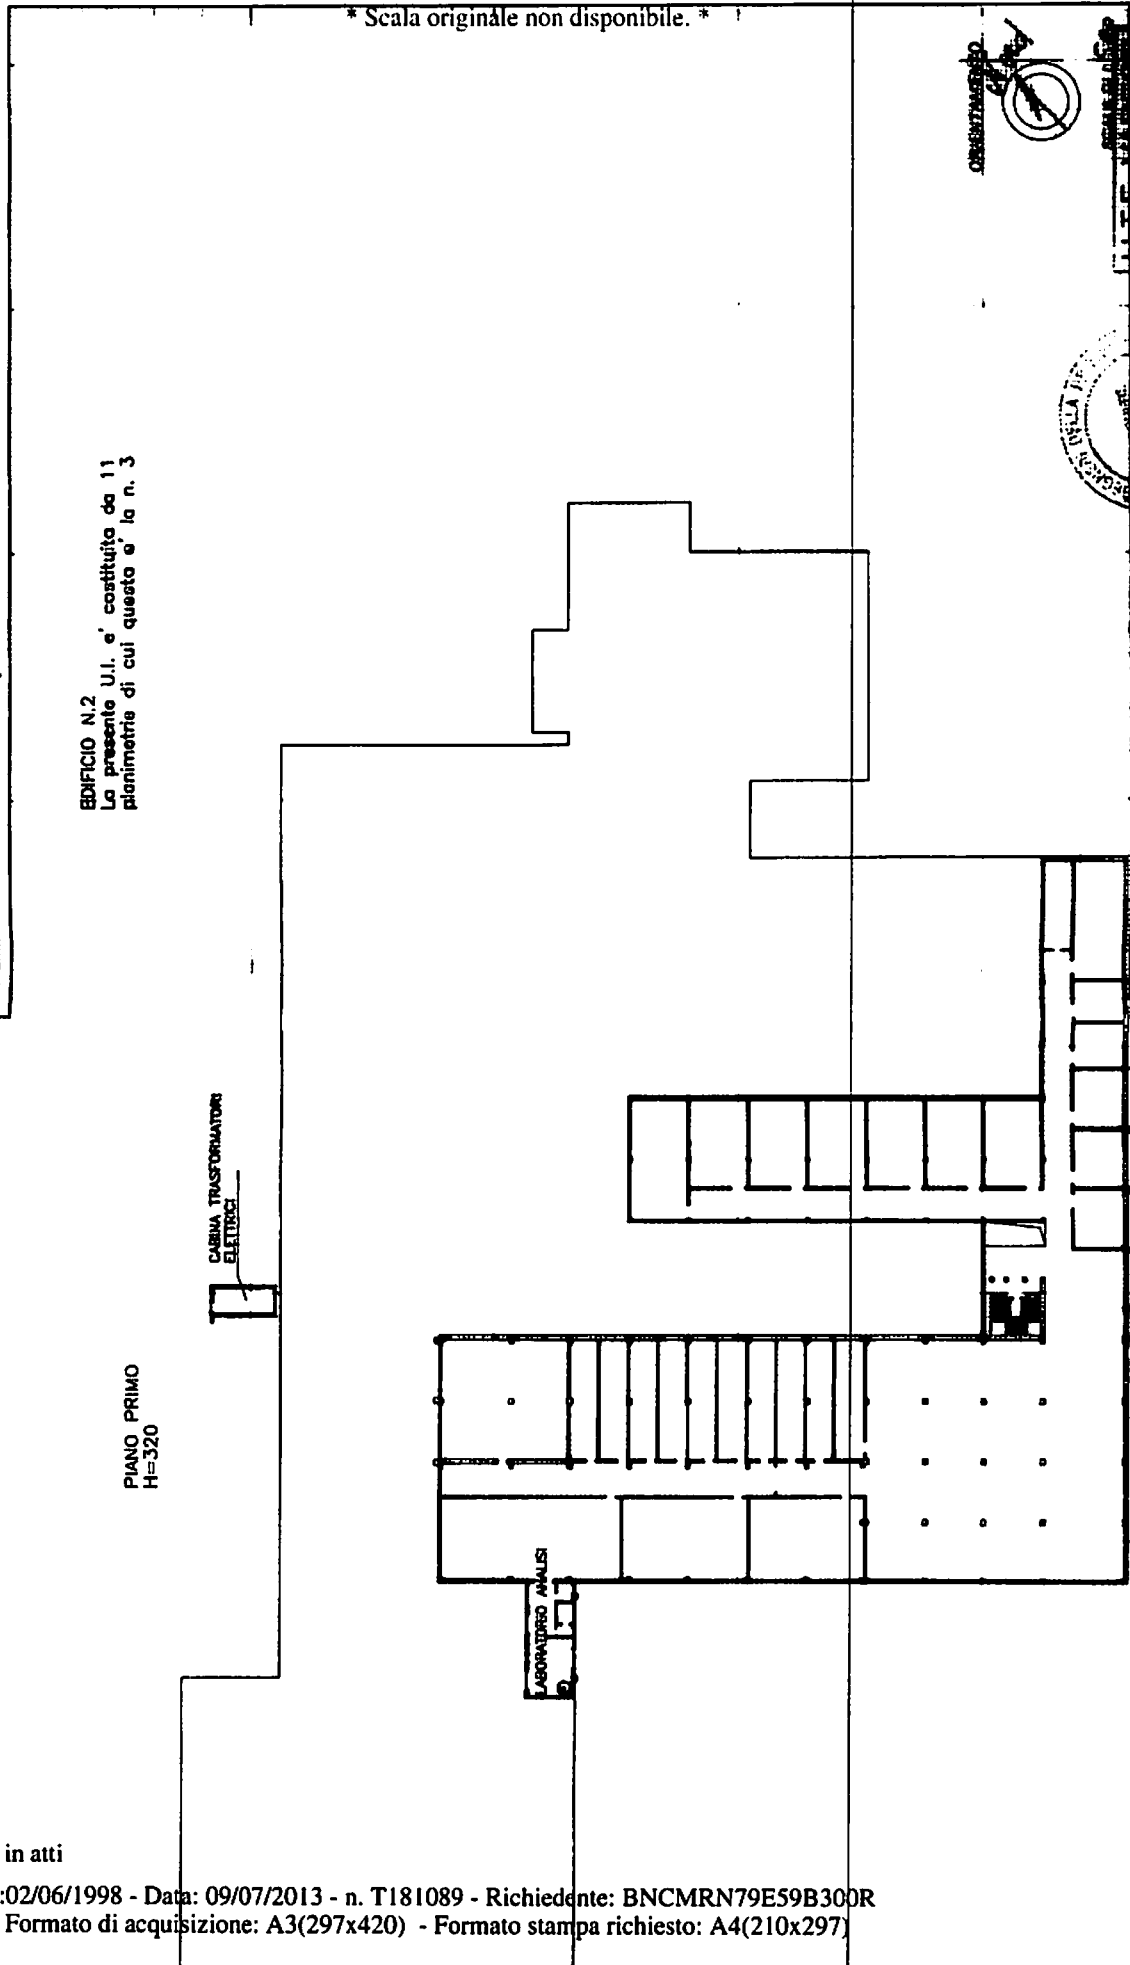 * Scala originale non disponibile. *
ORIENTAMENTO
EDIFICIO N.2
La presente U.I. e' costituita da 11
planimetrie di cui questa e' la n. 3
CABINA TRASFORMATORI
ELETTRICI
PIANO PRIMO
H=320
LABORATORIO ANALISI
DELLA
in atti
:02/06/1998 - Data: 09/07/2013 - n. T181089 - Richiedente: BNCMRN79E59B300R
Formato di acquisizione: A3(297x420) - Formato stampa richiesto: A4(210x297)